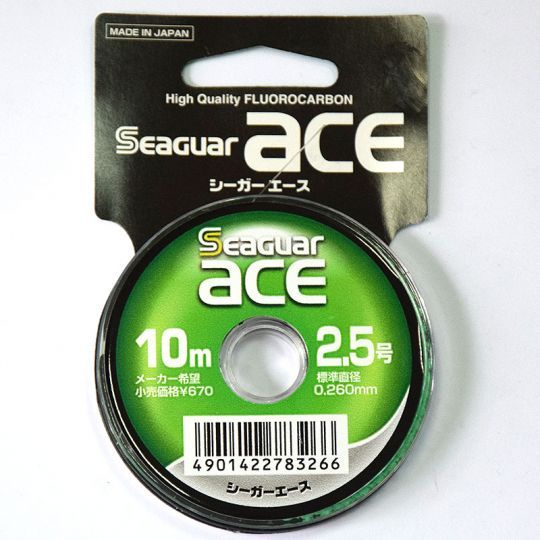 MADE IN JAPAN
High Quality FLUOROCARBON
SEAGUAR ace
シーガー エース
SEAGUAR
ace
10m
メーカー希望
小売価格¥670
2.5号
標準直径
0.260mm
4901422783266
シーガーエース